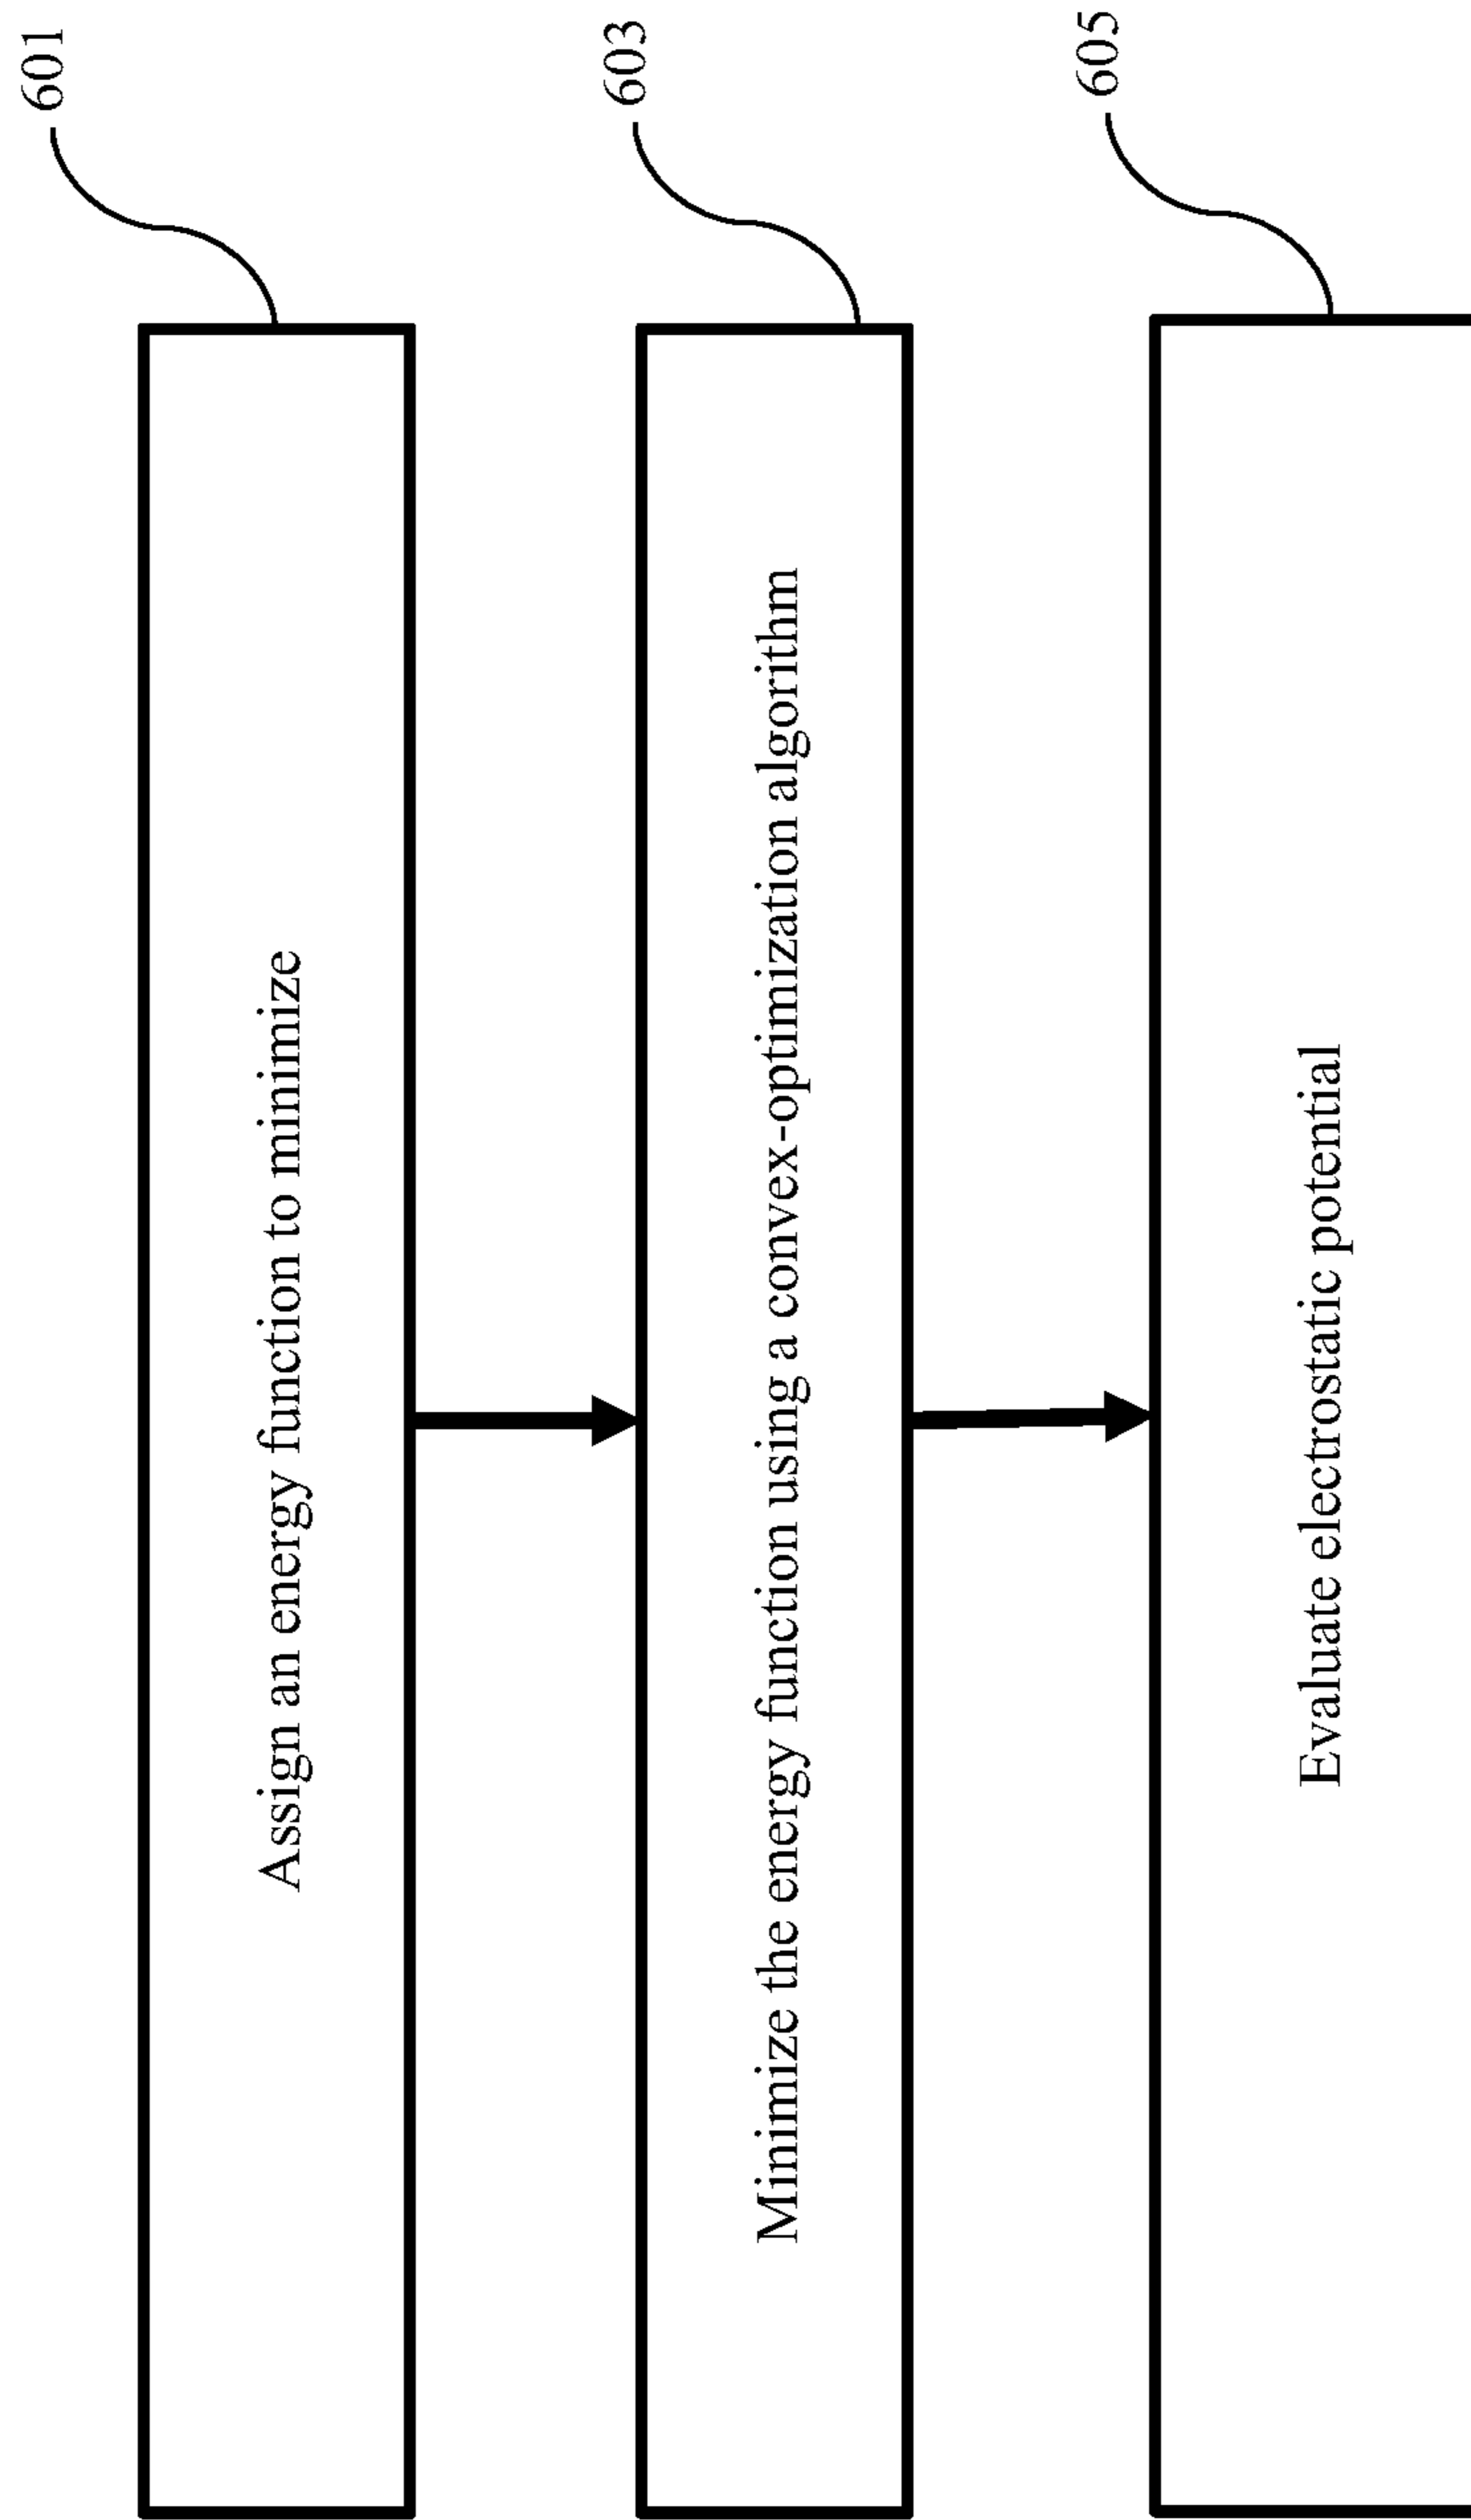 601
Assign an energy function to minimize
603
Minimize the energy function using a convex-optimization algorithm
605
Evaluate electrostatic potential